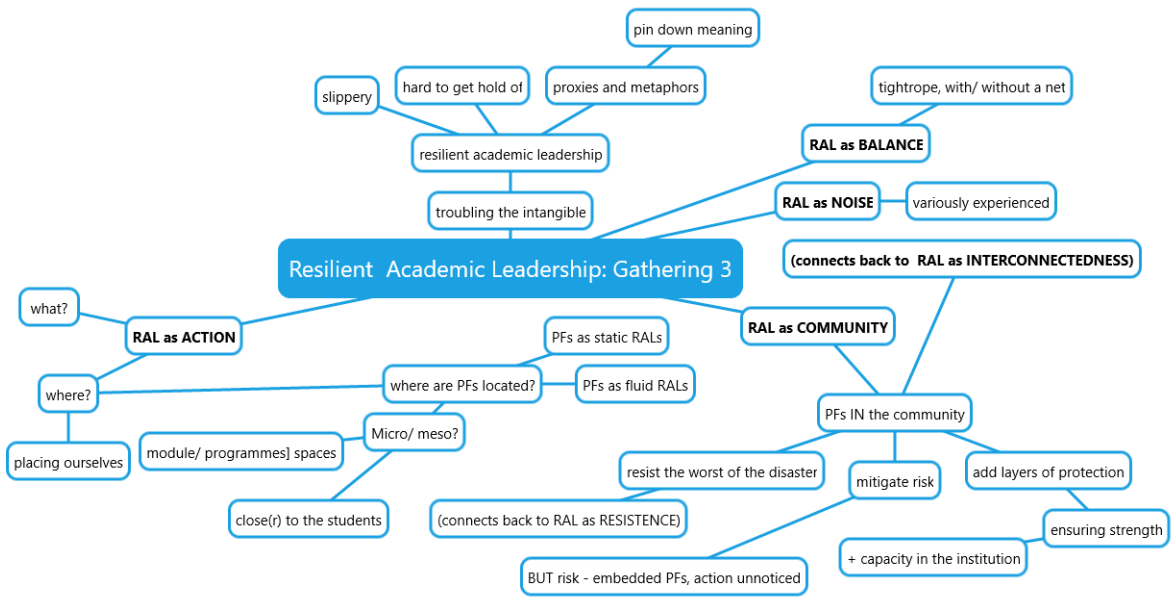 pin down meaning
slippery
hard to get hold of
proxies and metaphors
tightrope, with/ without a net
resilient academic leadership
RAL as BALANCE
troubling the intangible
RAL as NOISE
variously experienced
Resilient  Academic Leadership: Gathering 3
(connects back to  RAL as INTERCONNECTEDNESS)
what?
RAL as ACTION
PFs as static RALs
RAL as COMMUNITY
where?
where are PFs located?
PFs as fluid RALs
PFs IN the community
Micro/ meso?
placing ourselves
module/ programmes] spaces
resist the worst of the disaster
mitigate risk
add layers of protection
close(r) to the students
(connects back to RAL as RESISTENCE)
ensuring strength
+ capacity in the institution
BUT risk - embedded PFs, action unnoticed